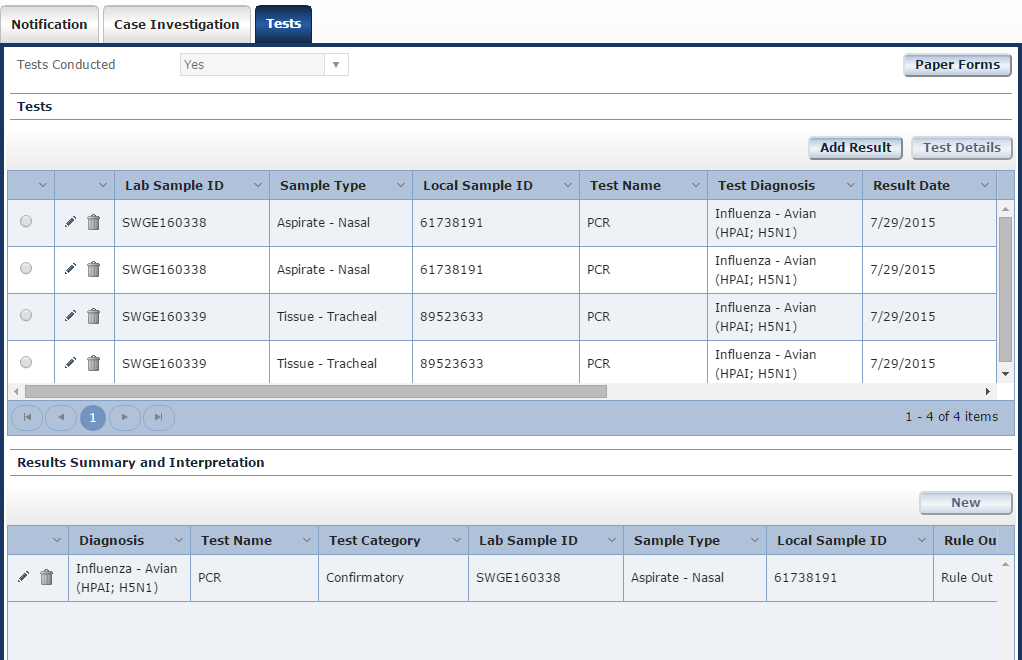 Notification Case Investigation Tests
Tests Conducted Yes Paper Forms
Tests
Add Result Test Details
Lab Sample ID Sample Type Local Sample ID Test Name Test Diagnosis Result Date
SWGE160338 Aspirate - Nasal 61738191 PCR Influenza - Avian (HPAI; H5N1) 7/29/2015
SWGE160338 Aspirate - Nasal 61738191 PCR Influenza - Avian (HPAI; H5N1) 7/29/2015
SWGE160339 Tissue - Tracheal 89523633 PCR Influenza - Avian (HPAI; H5N1) 7/29/2015
SWGE160339 Tissue - Tracheal 89523633 PCR Influenza - Avian (HPAI; H5N1) 7/29/2015
1 1 - 4 of 4 items
Results Summary and Interpretation
New
Diagnosis Test Name Test Category Lab Sample ID Sample Type Local Sample ID Rule Ou
Influenza - Avian (HPAI; H5N1) PCR Confirmatory SWGE160338 Aspirate - Nasal 61738191 Rule Out